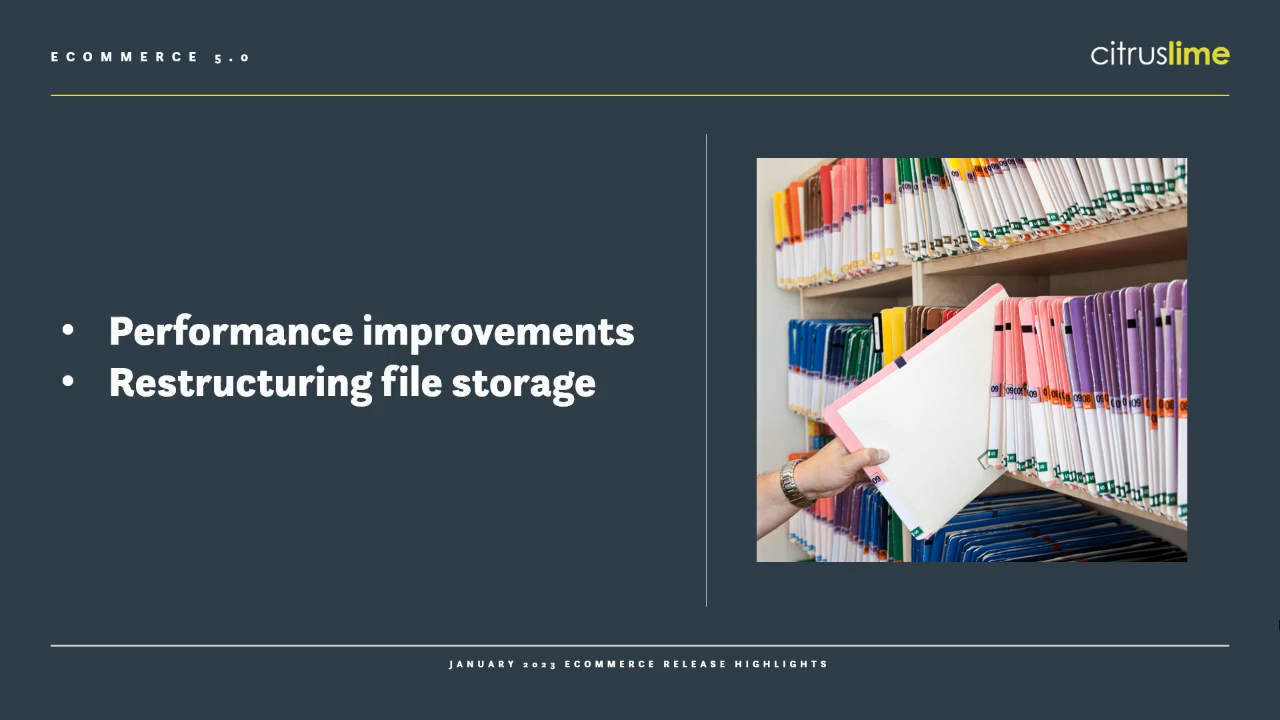 ECOMMERCE 5.0
citruslime
• Performance improvements
• Restructuring file storage
JANUARY 2023 ECOMMERCE RELEASE HIGHLIGHTS